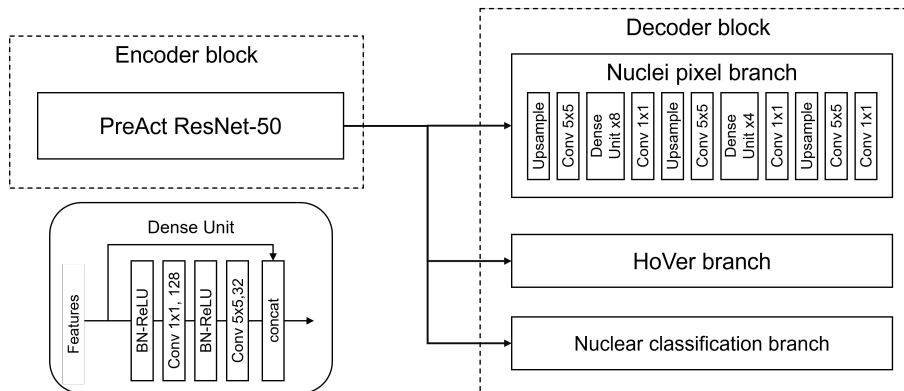 Encoder block
PreAct ResNet-50
Decoder block
Nuclei pixel branch
Upsample
Conv 5x5
Dense
Unit x8
Conv 1x1
Upsample
Conv 5x5
Dense
Unit x4
Conv 1x1
Upsample
Conv 5x5
Conv 1x1
HoVer branch
Nuclear classification branch
Dense Unit
Features
BN-ReLU
Conv 1x1, 128
BN-ReLU
Conv 5x5,32
concat